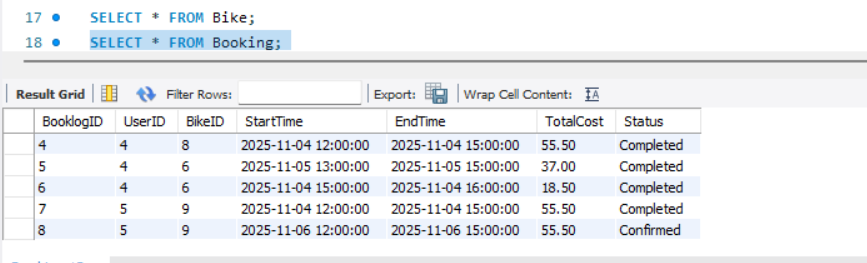 17 SELECT * FROM Bike;
18 SELECT * FROM Booking;
Result Grid Filter Rows: Export: Wrap Cell Content:
BooklogID UserID BikeID StartTime EndTime TotalCost Status
4 4 8 2025-11-04 12:00:00 2025-11-04 15:00:00 55.50 Completed
5 4 6 2025-11-05 13:00:00 2025-11-05 15:00:00 37.00 Completed
6 4 6 2025-11-04 15:00:00 2025-11-04 16:00:00 18.50 Completed
7 5 9 2025-11-04 12:00:00 2025-11-04 15:00:00 55.50 Completed
8 5 9 2025-11-06 12:00:00 2025-11-06 15:00:00 55.50 Confirmed